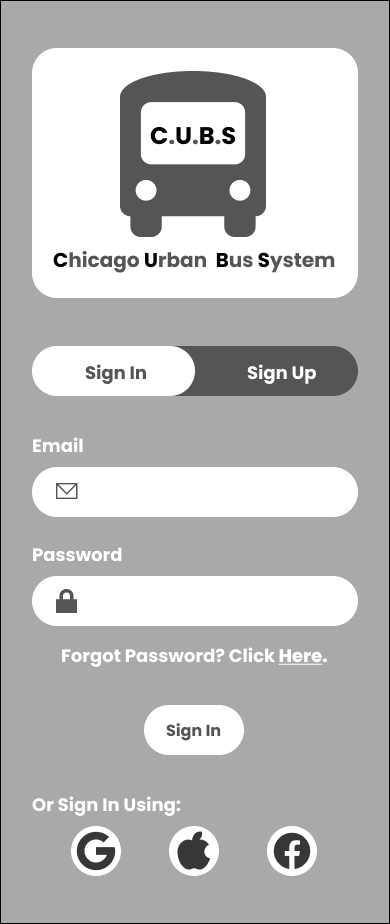 C.U.B.S
Chicago Urban Bus System
Sign In
Sign Up
Email
Password
Forgot Password? Click Here.
Sign In
Or Sign In Using: